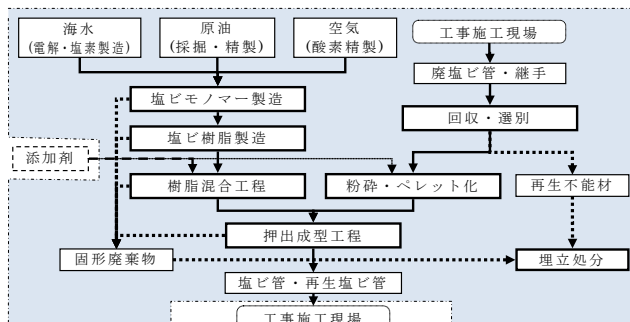 海水
(電解・塩素製造)
原油
(採掘・精製)
空気
(酸素精製)
工事施工現場
廃塩ビ管・継手
塩ビモノマー製造
回収・選別
塩ビ樹脂製造
添加剤
樹脂混合工程
粉砕・ペレット化
再生不能材
押出成型工程
固形廃棄物
埋立処分
塩ビ管・再生塩ビ管
工事施工現場